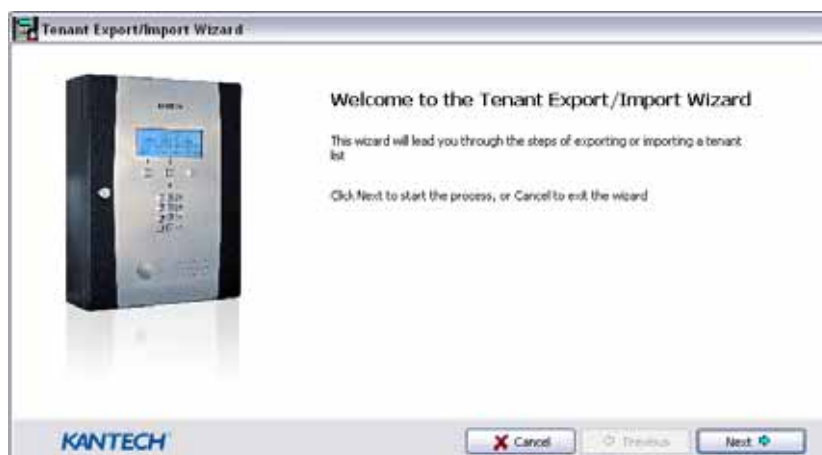 Tenant Export/Import Wizard
Welcome to the Tenant Export/Import Wizard
This wizard will lead you through the steps of exporting or importing a tenant
list
Click Next to start the process, or Cancel to exit the wizard
KANTECH
Cancel
Previous
Next